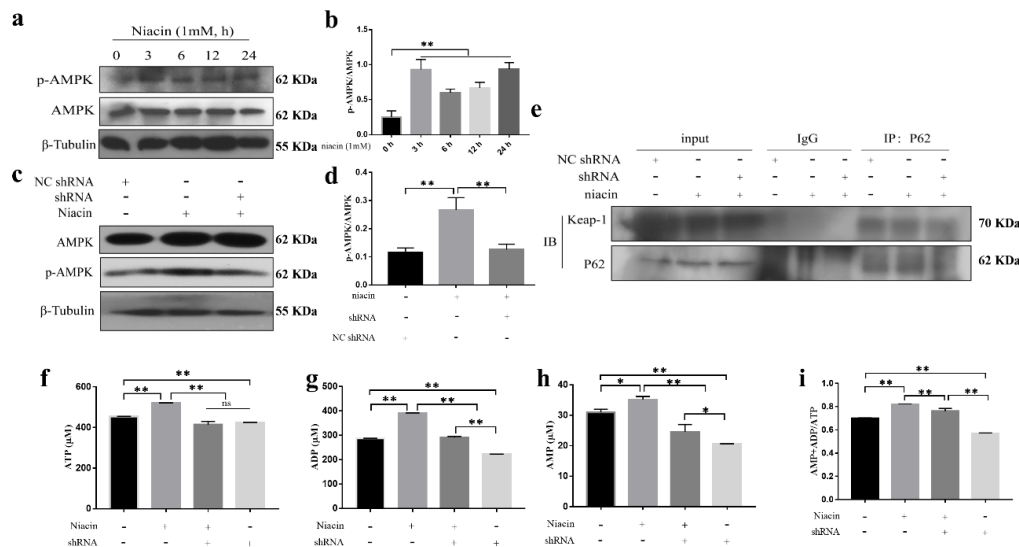 a
Niacin (1mM, h)
0 3 6 12 24
p-AMPK 62 KDa
AMPK 62 KDa
β-Tubulin 55 KDa
b
**
p-AMPK/AMPK
1.5
1.0
0.5
0.0
niacin (1mM) 0 h 3 h 6 h 12 h 24 h
c
NC shRNA + - -
shRNA - - +
Niacin - + +
AMPK 62 KDa
p-AMPK 62 KDa
β-Tubulin 55 KDa
d
** **
p-AMPK/AMPK
0.4
0.3
0.2
0.1
0.0
niacin - + +
shRNA - - +
NC shRNA + - -
e
input IgG IP: P62
NC shRNA + - - + - - + - -
shRNA - - + - - + - - +
niacin - + + - + + - + +
IB
Keap-1 70 KDa
P62 62 KDa
f
**
** **
ns
ATP (μM)
600
400
200
0
Niacin - + + -
shRNA - - + +
g
**
** **
**
ADP (μM)
500
400
300
200
100
0
Niacin - + + -
shRNA - - + +
h
**
* **
*
AMP (μM)
40
30
20
10
0
Niacin - + + -
shRNA - - + +
i
**
** ** **
AMP+ADP/ATP
1.0
0.8
0.6
0.4
0.2
0.0
Niacin - + + -
shRNA - - + +